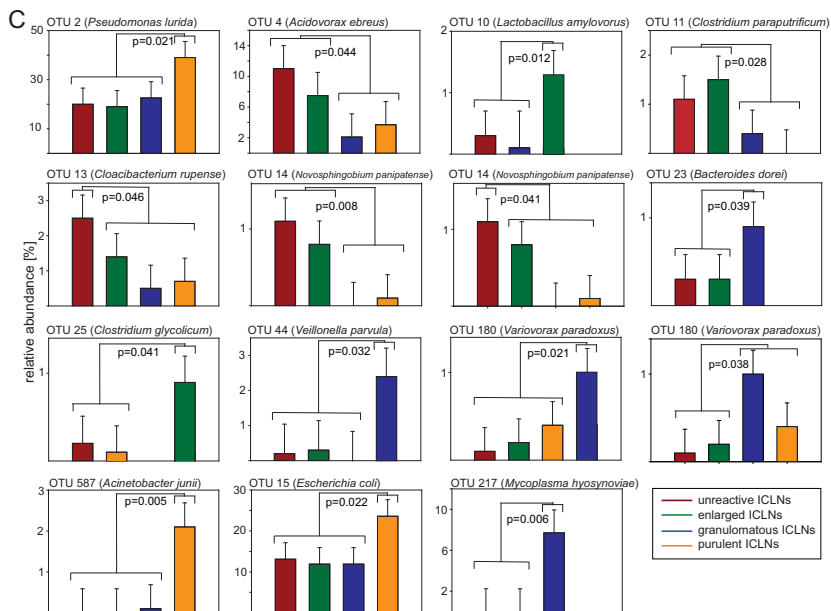 C
OTU 2 (Pseudomonas lurida)
50
40
20
10
p=0.021
OTU 4 (Acidovorax ebreus)
14
10
6
2
p=0.044
OTU 10 (Lactobacillus amylovorus)
2
1
p=0.012
OTU 11 (Clostridium paraputrificum)
2
1
p=0.028
OTU 13 (Cloacibacterium rupense)
3
2
1
p=0.046
OTU 14 (Novosphingobium panipatense)
1
p=0.008
OTU 14 (Novosphingobium panipatense)
1
p=0.041
OTU 23 (Bacteroides dorei)
1
p=0.039
relative abundance [%]
OTU 25 (Clostridium glycolicum)
1
p=0.041
OTU 44 (Veillonella parvula)
3
2
1
p=0.032
OTU 180 (Variovorax paradoxus)
1
p=0.021
OTU 180 (Variovorax paradoxus)
1
p=0.038
OTU 587 (Acinetobacter junii)
3
2
1
p=0.005
OTU 15 (Escherichia coli)
30
20
10
p=0.022
OTU 217 (Mycoplasma hyosynoviae)
10
6
2
p=0.006
unreactive ICLNs
enlarged ICLNs
granulomatous ICLNs
purulent ICLNs